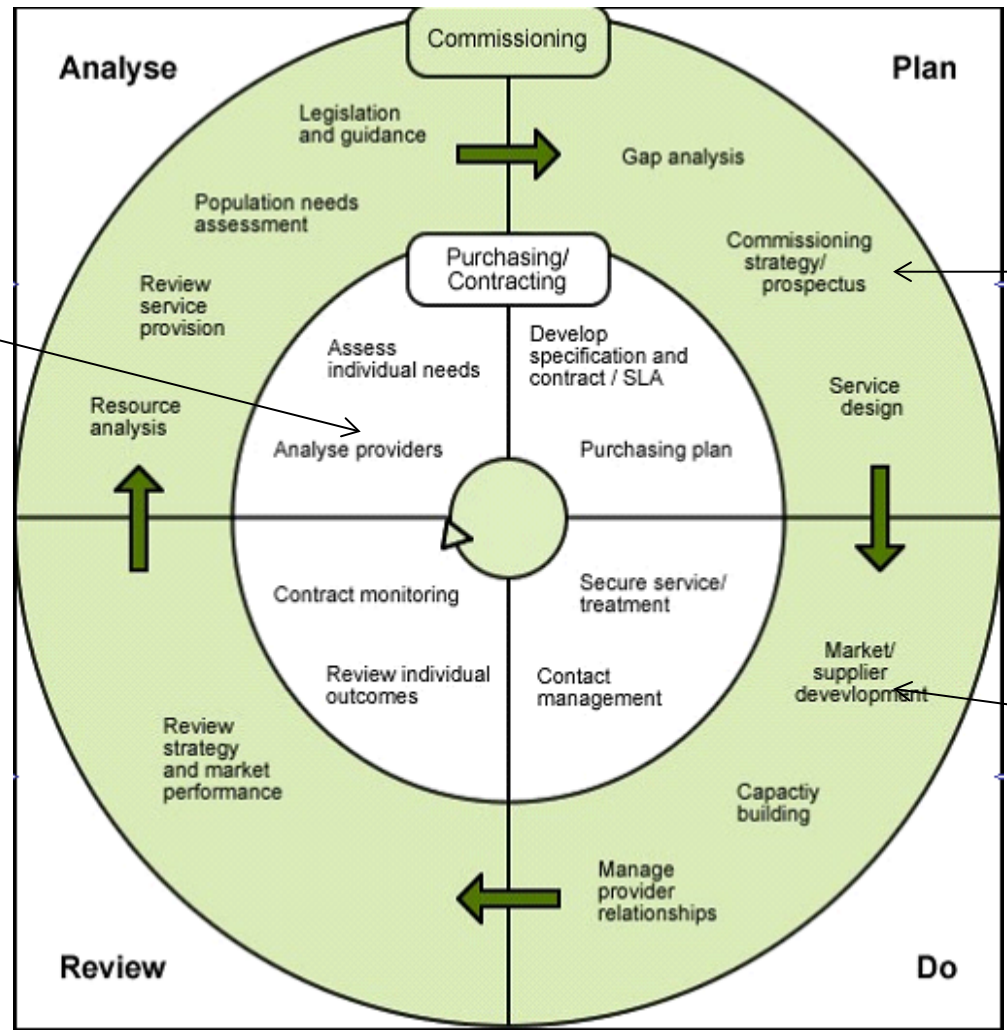 Commissioning
Analyse
Plan
Legislation
and guidance
Gap analysis
Population needs
assessment
Commissioning
strategy/
prospectus
Purchasing/
Contracting
Review
service
provision
Assess
individual needs
Develop
specification and
contract / SLA
Resource
analysis
Service
design
Analyse providers
Purchasing plan
Contract monitoring
Secure service/
treatment
Review individual
outcomes
Contact
management
Market/
supplier
devevlopment
Review
strategy
and market
performance
Capactiy
building
Manage
provider
relationships
Review
Do